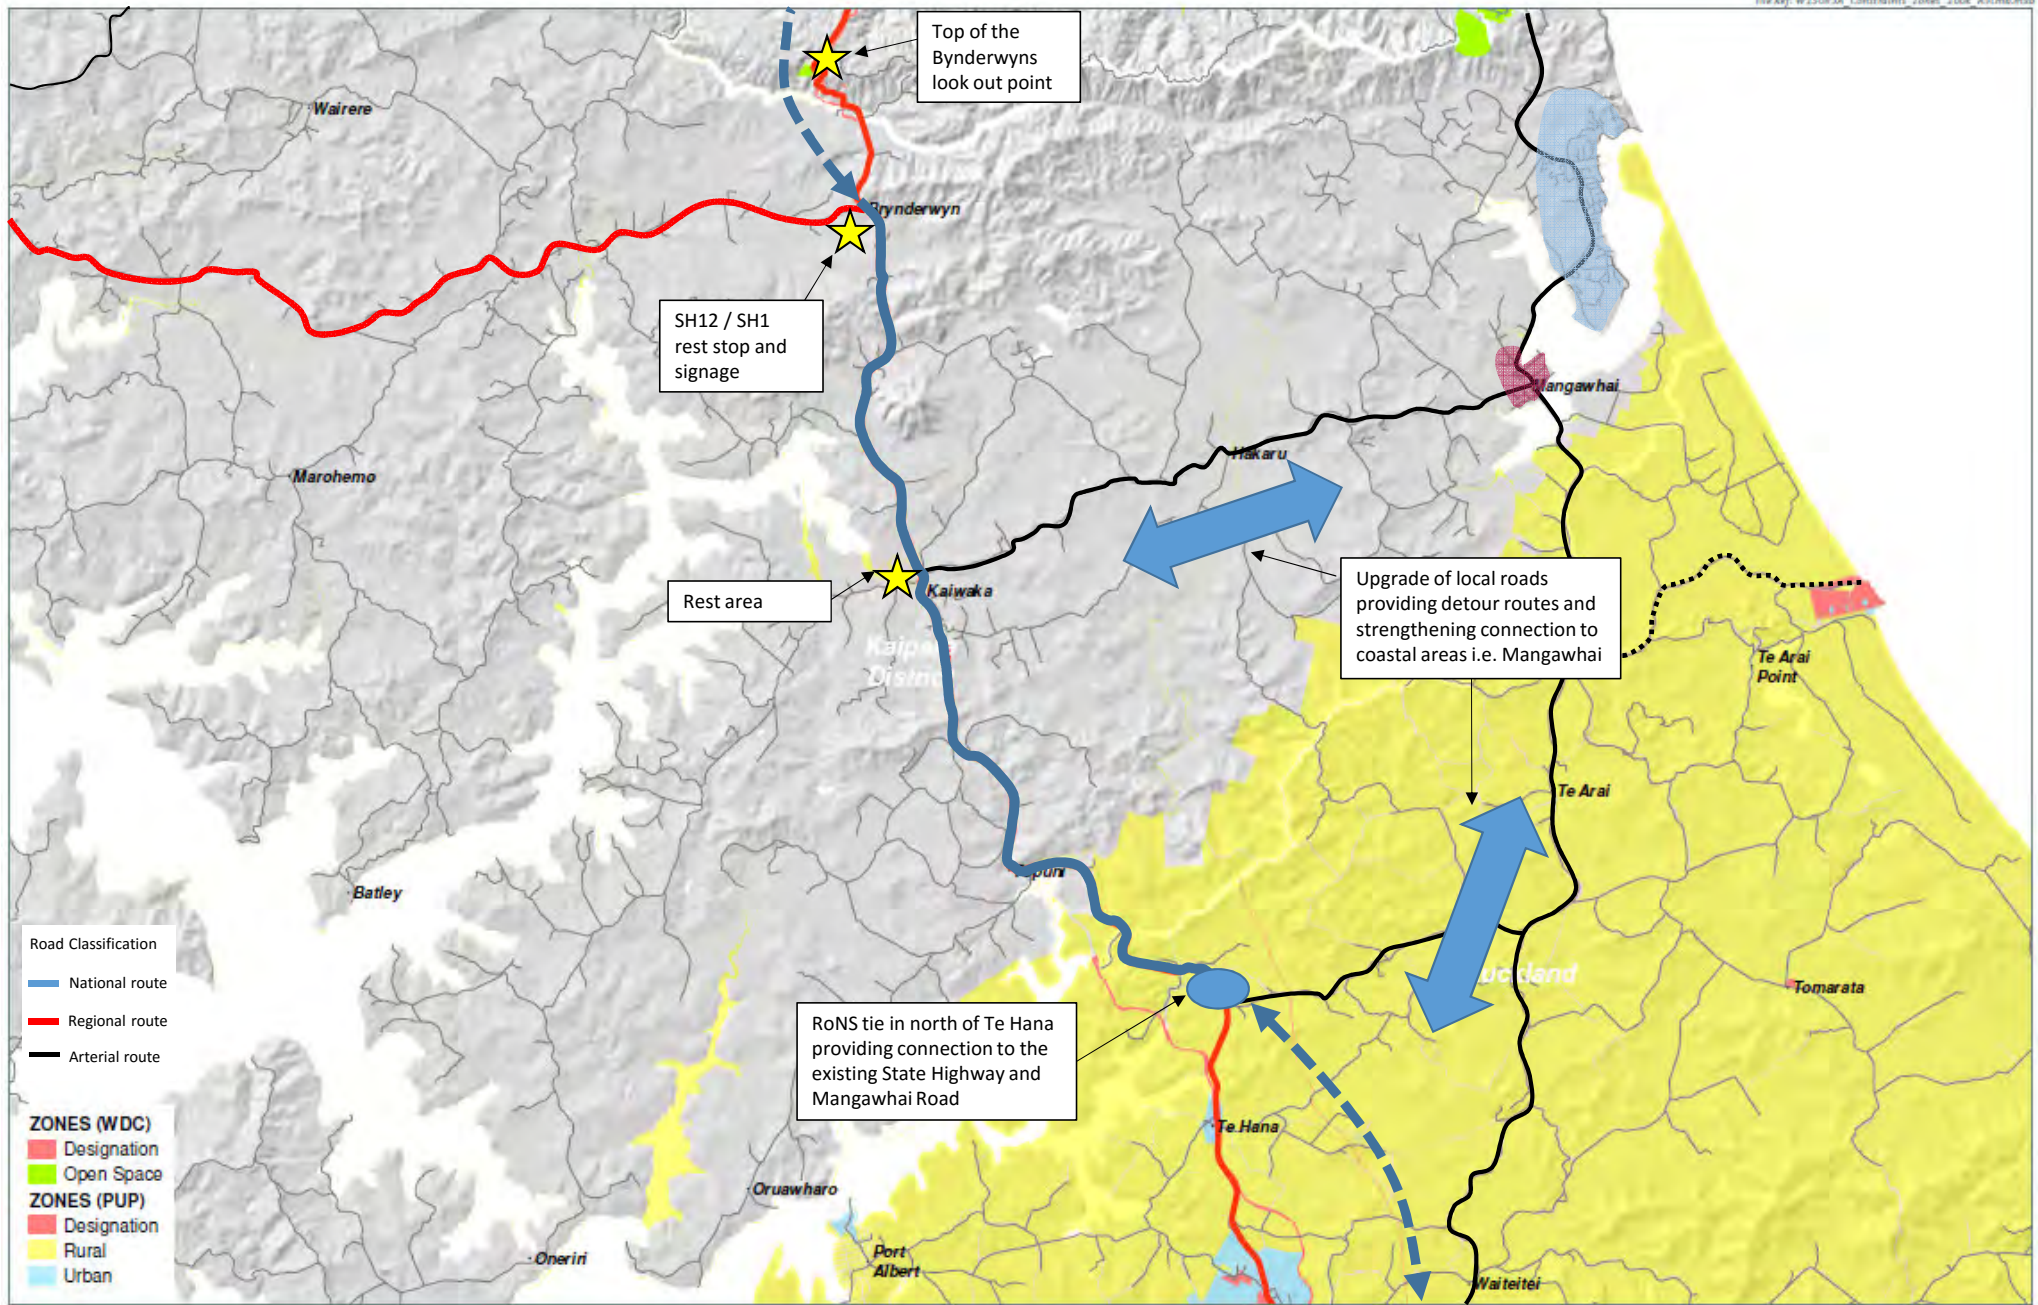 Top of the
Bynderwyns
look out point
Wairere
Brynderwyn
SH12 / SH1
rest stop and
signage
Mangawhai
Hakaru
Marohemo
Rest area
Kaiwaka
Upgrade of local roads
providing detour routes and
strengthening connection to
coastal areas i.e. Mangawhai
Kaipara
District
Te Arai
Point
Te Arai
Batley
Road Classification
National route
Regional route
Arterial route
Tomarata
RoNS tie in north of Te Hana
providing connection to the
existing State Highway and
Mangawhai Road
Te Hana
ZONES (WDC)
Designation
Open Space
ZONES (PUP)
Designation
Rural
Urban
Oruawharo
Oneriri
Port
Albert
Waiteitei